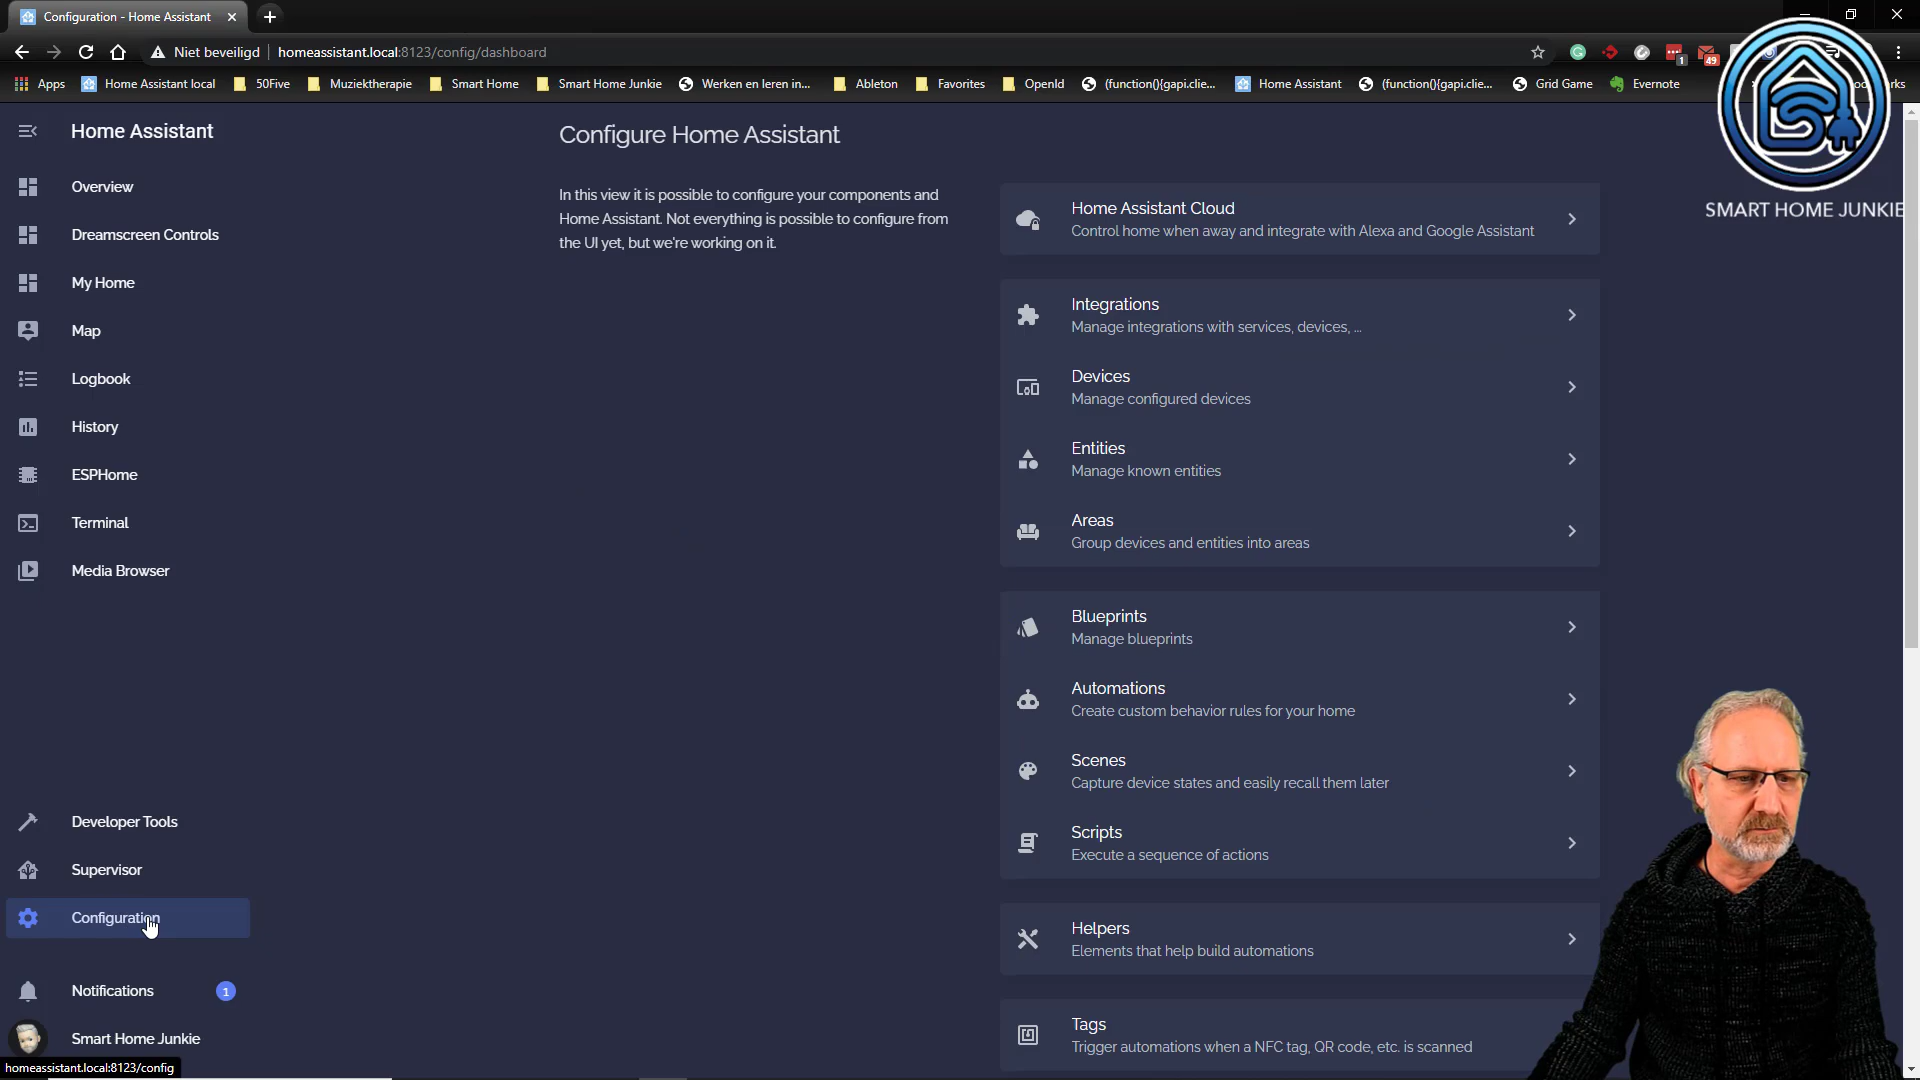 Configuration - Home Assistant
Niet beveiligd
homeassistant.local:8123/config/dashboard
1
49
Apps
Home Assistant local
50Five
Muziektherapie
Smart Home
Smart Home Junkie
Werken en leren in...
Ableton
Favorites
OpenId
(function(){gapi.clie...
Home Assistant
(function(){gapi.clie...
Grid Game
Evernote
SMART HOME JUNKIE
Home Assistant
Overview
Dreamscreen Controls
My Home
Map
Logbook
History
ESPHome
Terminal
Media Browser
Developer Tools
Supervisor
Configuration
Notifications
1
Smart Home Junkie
homeassistant.local:8123/config
Configure Home Assistant
In this view it is possible to configure your components and
Home Assistant. Not everything is possible to configure from
the UI yet, but we're working on it.
Home Assistant Cloud
Control home when away and integrate with Alexa and Google Assistant
Integrations
Manage integrations with services, devices, ...
Devices
Manage configured devices
Entities
Manage known entities
Areas
Group devices and entities into areas
Blueprints
Manage blueprints
Automations
Create custom behavior rules for your home
Scenes
Capture device states and easily recall them later
Scripts
Execute a sequence of actions
Helpers
Elements that help build automations
Tags
Trigger automations when a NFC tag, QR code, etc. is scanned